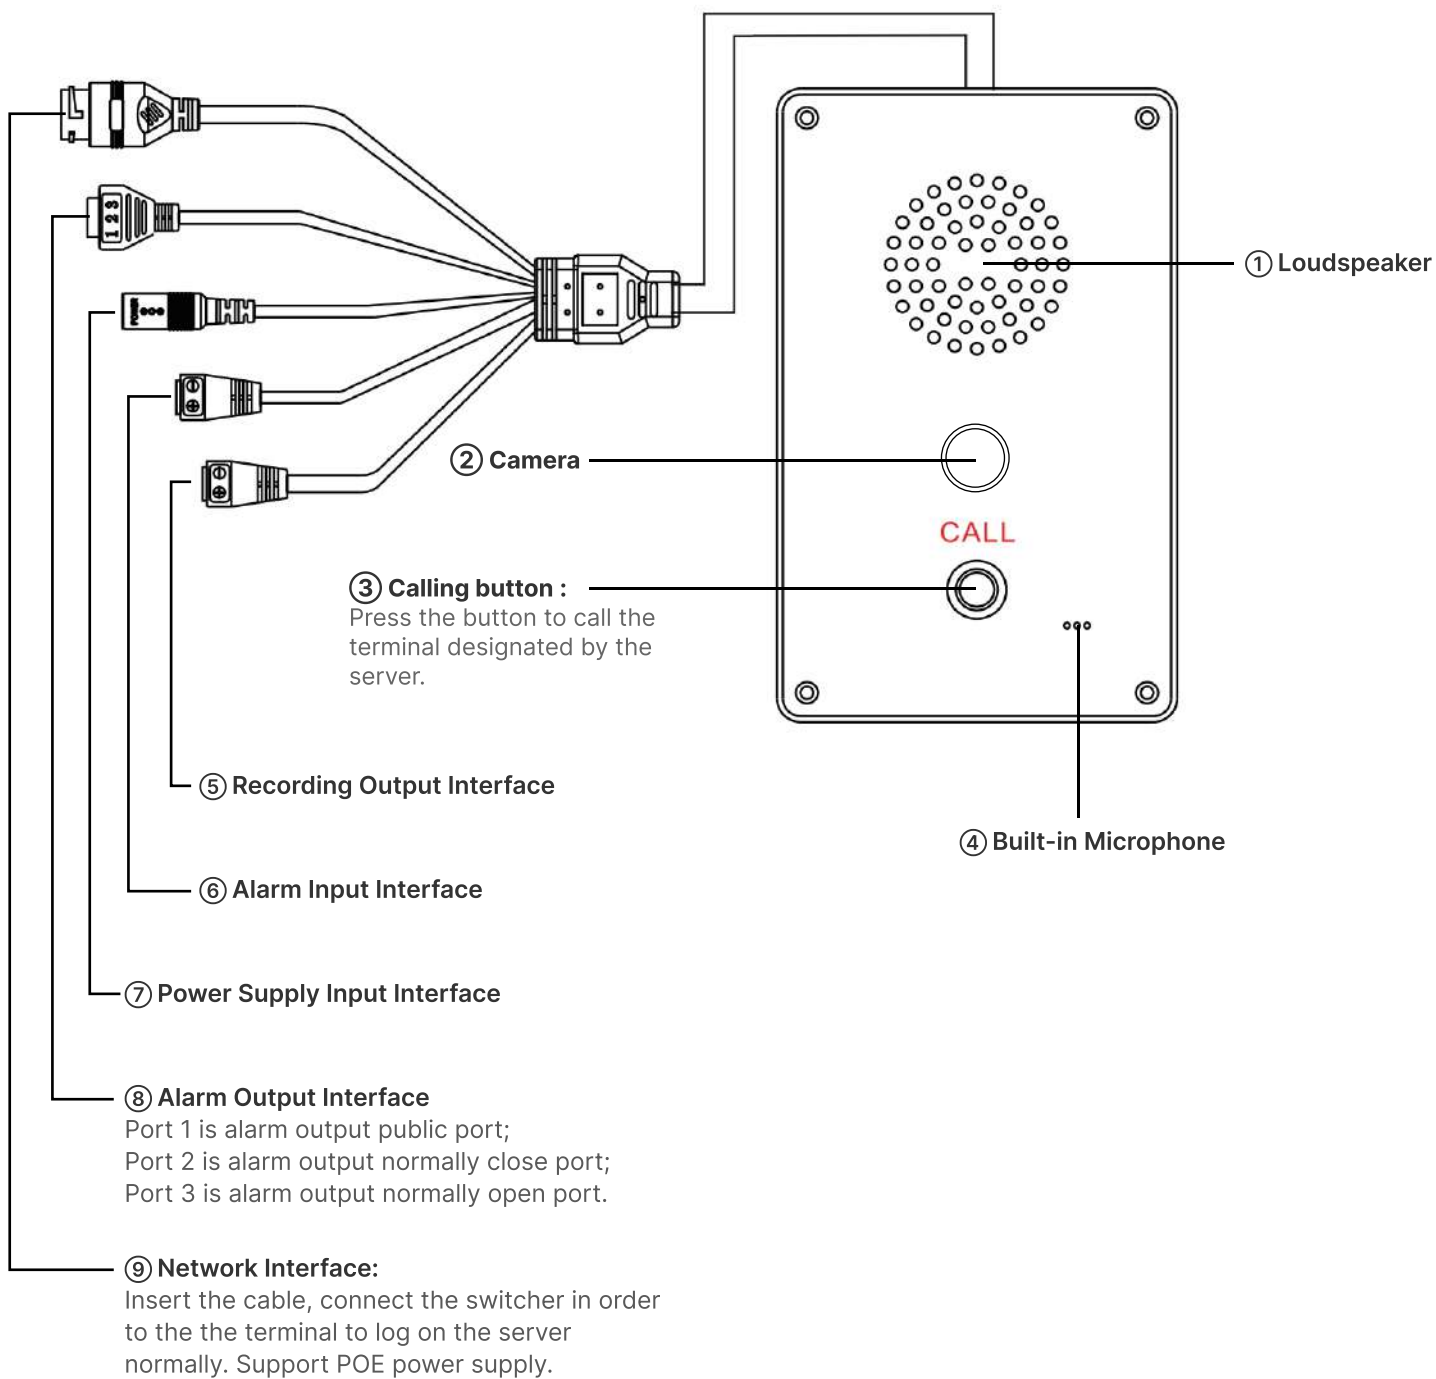 ① Loudspeaker
② Camera
CALL
③ Calling button :
Press the button to call the
terminal designated by the
server.
④ Built-in Microphone
⑤ Recording Output Interface
⑥ Alarm Input Interface
⑦ Power Supply Input Interface
⑧ Alarm Output Interface
Port 1 is alarm output public port;
Port 2 is alarm output normally close port;
Port 3 is alarm output normally open port.
⑨ Network Interface:
Insert the cable, connect the switcher in order
to the the terminal to log on the server
normally. Support POE power supply.
1 2 3
POWER